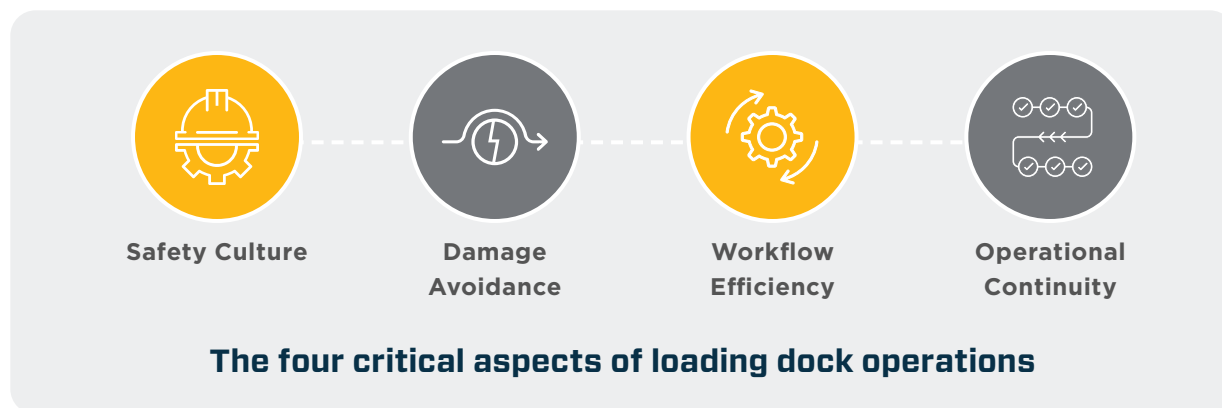 Safety Culture
Damage
Avoidance
Workflow
Efficiency
Operational
Continuity
The four critical aspects of loading dock operations